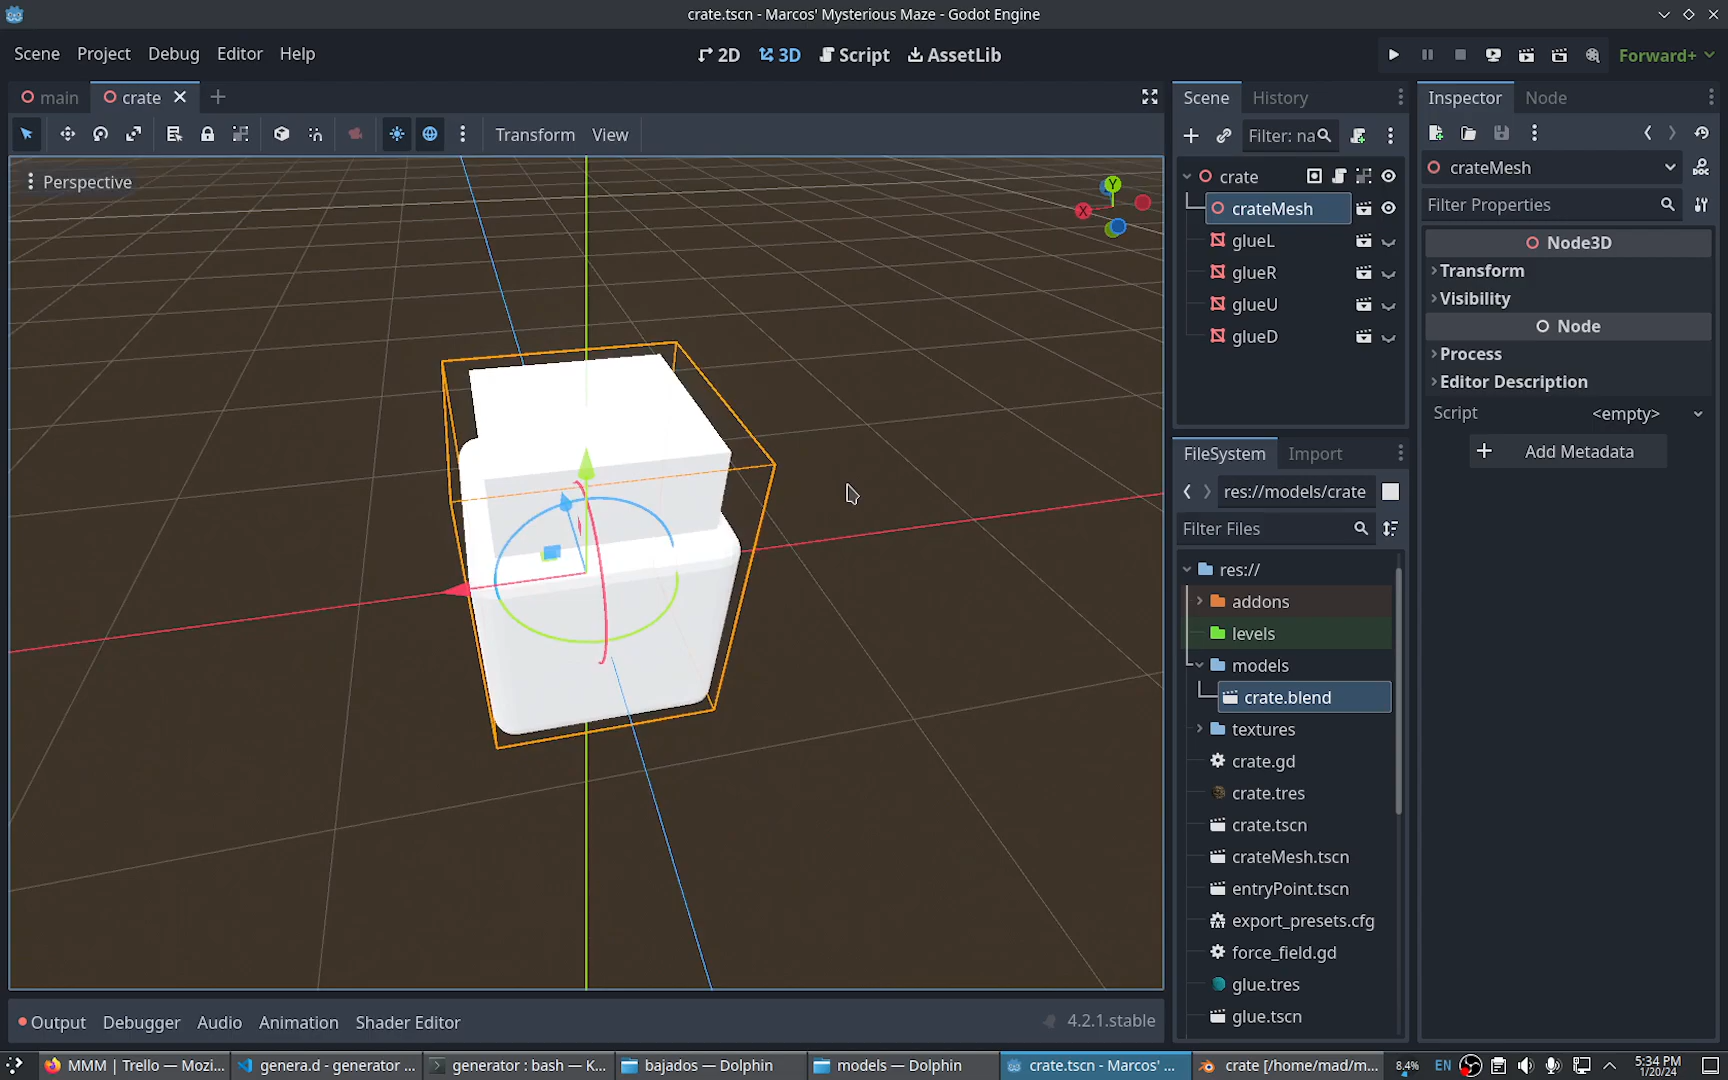 crate.tscn - Marcos' Mysterious Maze - Godot Engine
Scene Project Debug Editor Help
2D 3D Script AssetLib
Forward+
main crate
Transform View
Perspective
Y
X
Scene History
Filter: na
crate
crateMesh
glueL
glueR
glueU
glueD
FileSystem Import
res://models/crate
Filter Files
res://
addons
levels
models
crate.blend
textures
crate.gd
crate.tres
crate.tscn
crateMesh.tscn
entryPoint.tscn
export_presets.cfg
force_field.gd
glue.tres
glue.tscn
Inspector Node
crateMesh
DOC
Filter Properties
Node3D
Transform
Visibility
Node
Process
Editor Description
Script <empty>
Add Metadata
Output Debugger Audio Animation Shader Editor
4.2.1.stable
MMM | Trello — Mozi...
genera.d - generator ...
generator : bash — K...
bajados — Dolphin
models — Dolphin
crate.tscn - Marcos' ...
crate [/home/mad/m...
8.4%
EN
5:34 PM
1/20/24